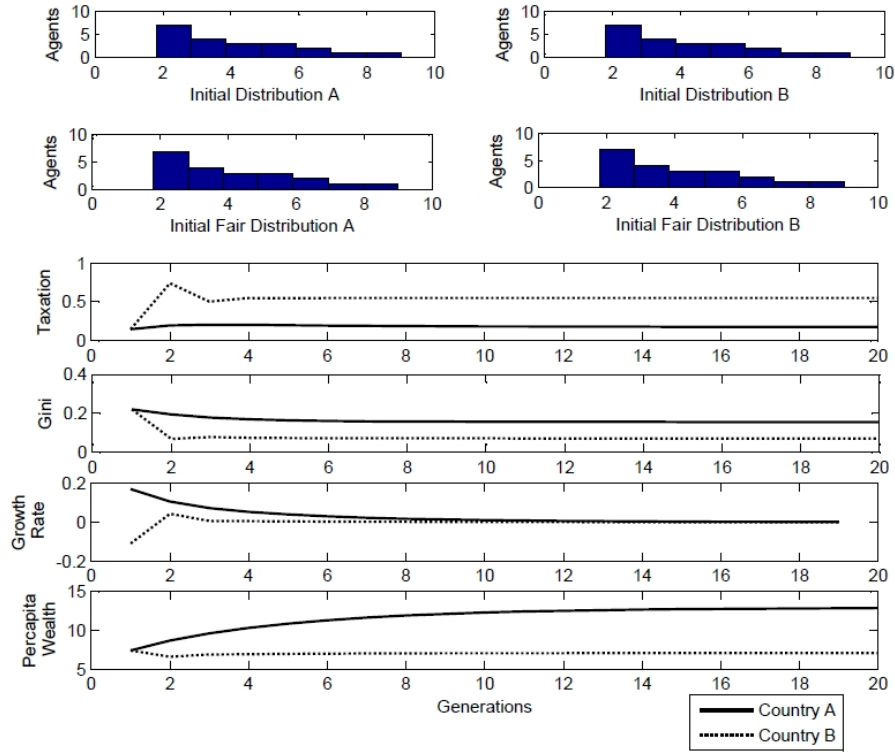 10
5
0
Agents
0 2 4 6 8 10
Initial Distribution A
10
5
0
Agents
0 2 4 6 8 10
Initial Distribution B
10
5
0
Agents
0 2 4 6 8 10
Initial Fair Distribution A
10
5
0
Agents
0 2 4 6 8 10
Initial Fair Distribution B
1
0.5
0
Taxation
0 2 4 6 8 10 12 14 16 18 20
0.4
0.2
0
Gini
0 2 4 6 8 10 12 14 16 18 20
0.2
0
-0.2
Growth
Rate
0 2 4 6 8 10 12 14 16 18 20
15
10
5
Percapita
Wealth
0 2 4 6 8 10 12 14 16 18 20
Generations
Country A
Country B